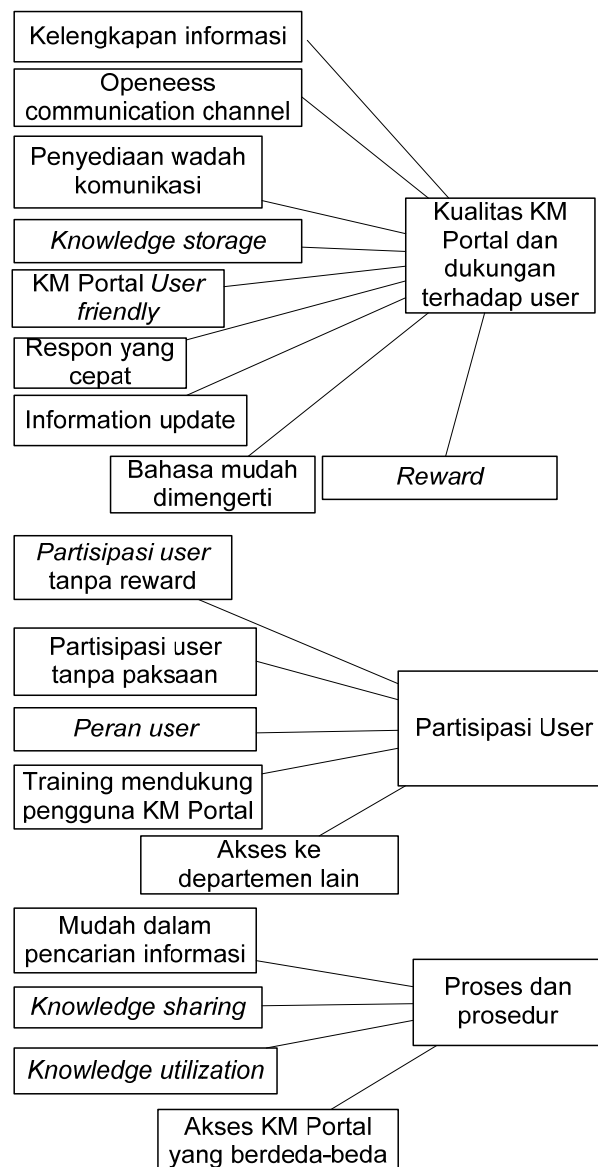 Kelengkapan informasi
Openeess
communication channel
Penyediaan wadah
komunikasi
Knowledge storage
KM Portal User
friendly
Respon yang
cepat
Information update
Bahasa mudah
dimengerti
Reward
Kualitas KM
Portal dan
dukungan
terhadap user
Partisipasi user
tanpa reward
Partisipasi user
tanpa paksaan
Peran user
Training mendukung
pengguna KM Portal
Akses ke
departemen lain
Partisipasi User
Mudah dalam
pencarian informasi
Knowledge sharing
Knowledge utilization
Akses KM Portal
yang berdeda-beda
Proses dan
prosedur